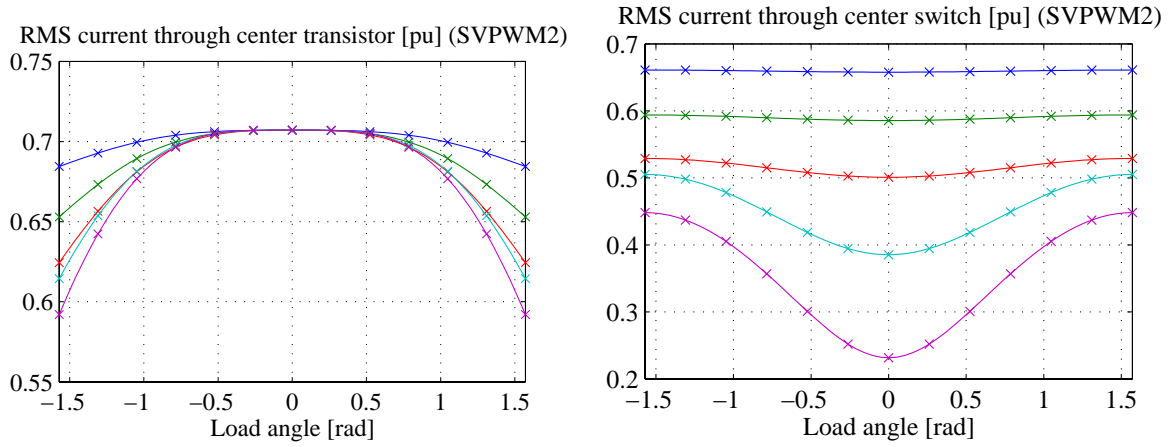 RMS current through center transistor [pu] (SVPWM2)
0.75
0.7
0.65
0.6
0.55
–1.5 –1 –0.5 0 0.5 1 1.5
Load angle [rad]
RMS current through center switch [pu] (SVPWM2)
0.7
0.6
0.5
0.4
0.3
0.2
–1.5 –1 –0.5 0 0.5 1 1.5
Load angle [rad]